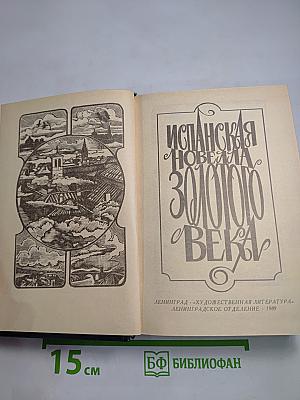 ИСПАНСКАЯ
НОВЕЛЛА
ЗОЛОТОГО
ВЕКА
ЛЕНИНГРАД · «ХУДОЖЕСТВЕННАЯ ЛИТЕРАТУРА»
ЛЕНИНГРАДСКОЕ ОТДЕЛЕНИЕ · 1989
15 см
БФ БИБЛИОФАН